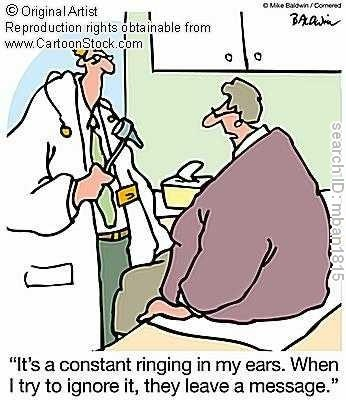 © Original Artist
Reproduction rights obtainable from
www.CartoonStock.com
© Mike Baldwin / Cornered
BALDWIN
search ID: mban1815
"It's a constant ringing in my ears. When
I try to ignore it, they leave a message."